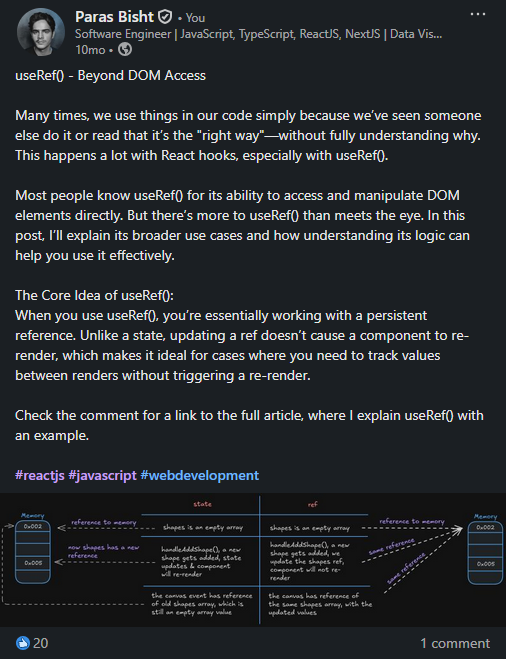 Paras Bisht • You
Software Engineer | JavaScript, TypeScript, ReactJS, NextJS | Data Vis...
10mo •
useRef() - Beyond DOM Access
Many times, we use things in our code simply because we’ve seen someone
else do it or read that it’s the "right way"—without fully understanding why.
This happens a lot with React hooks, especially with useRef().
Most people know useRef() for its ability to access and manipulate DOM
elements directly. But there’s more to useRef() than meets the eye. In this
post, I’ll explain its broader use cases and how understanding its logic can
help you use it effectively.
The Core Idea of useRef():
When you use useRef(), you’re essentially working with a persistent
reference. Unlike a state, updating a ref doesn’t cause a component to re-
render, which makes it ideal for cases where you need to track values
between renders without triggering a re-render.
Check the comment for a link to the full article, where I explain useRef() with
an example.
#reactjs #javascript #webdevelopment
state
ref
Memory
0x002
0x005
reference to memory
now shapes has a new
reference
shapes is an empty array
handleAddShape(), a new
shape gets added, state
updates & component
will re-render
the canvas event has reference
of old shapes array, which is
still an empty array value
shapes is an empty array
handleAddShape(), a new
shape gets added, we
update the shapes ref,
component will not re-
render
the canvas has reference of
the same shapes array, with the
updated values
reference to memory
same reference
same reference
Memory
0x002
0x005
20
1 comment